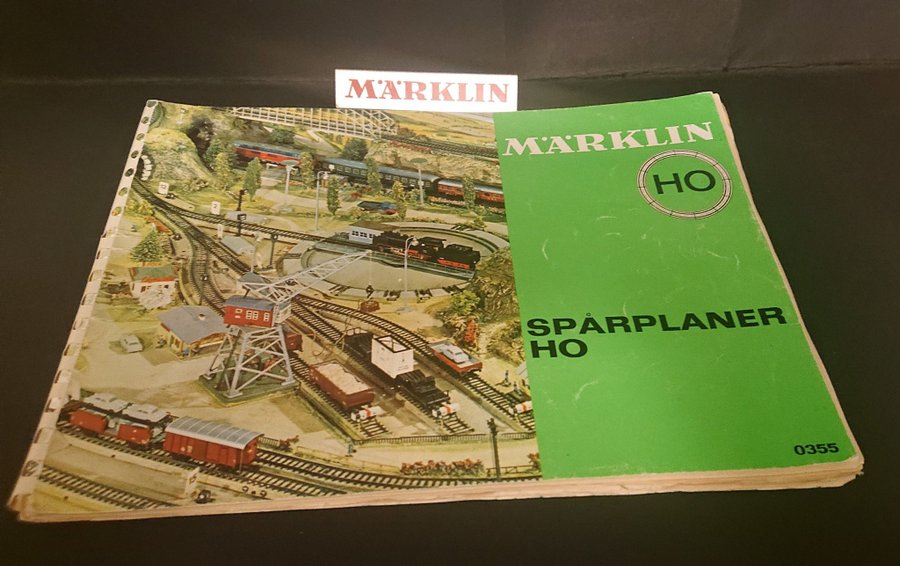 MÄRKLIN
MÄRKLIN
HO
SPÅRPLANER
HO
0355